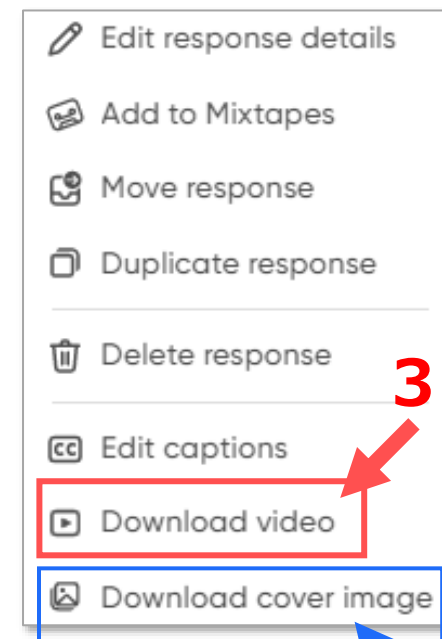 Edit response details
Add to Mixtapes
Move response
Duplicate response
Delete response
3
CC Edit captions
Download video
Download cover image